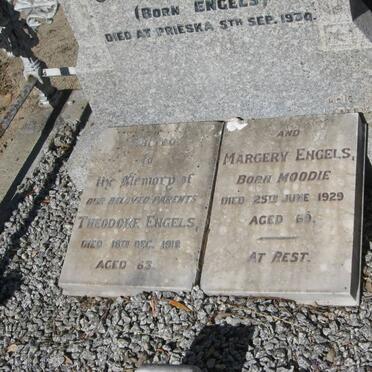 (BORN ENGELS)
DIED AT PRIESKA 5TH SEP. 1930.
Sacred
to
the Memory of
OUR BELOVED PARENTS
THEODORE ENGELS,
DIED 18TH DEC. 1918
AGED 63.
AND
MARGERY ENGELS,
BORN MOODIE
DIED 25TH JUNE 1929
AGED
AT REST.